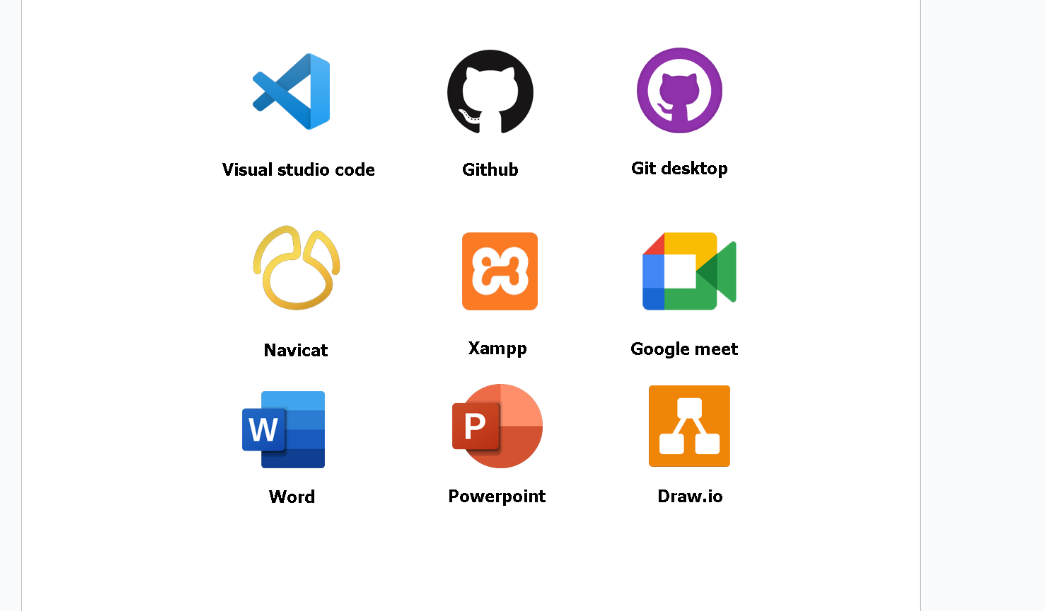 Visual studio code
Github
Git desktop
Navicat
Xampp
Google meet
W
Word
P
Powerpoint
Draw.io